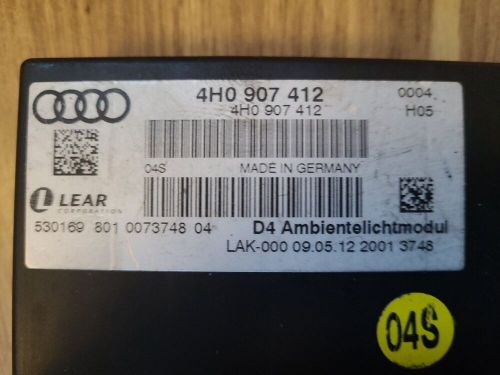 4H0 907 412
4H0 907 412
0004
H05
04S
MADE IN GERMANY
LEAR
CORPORATION
530169 801 0073748 04
D4 Ambientelichtmodul
LAK-000 09.05.12 2001 3748
04S